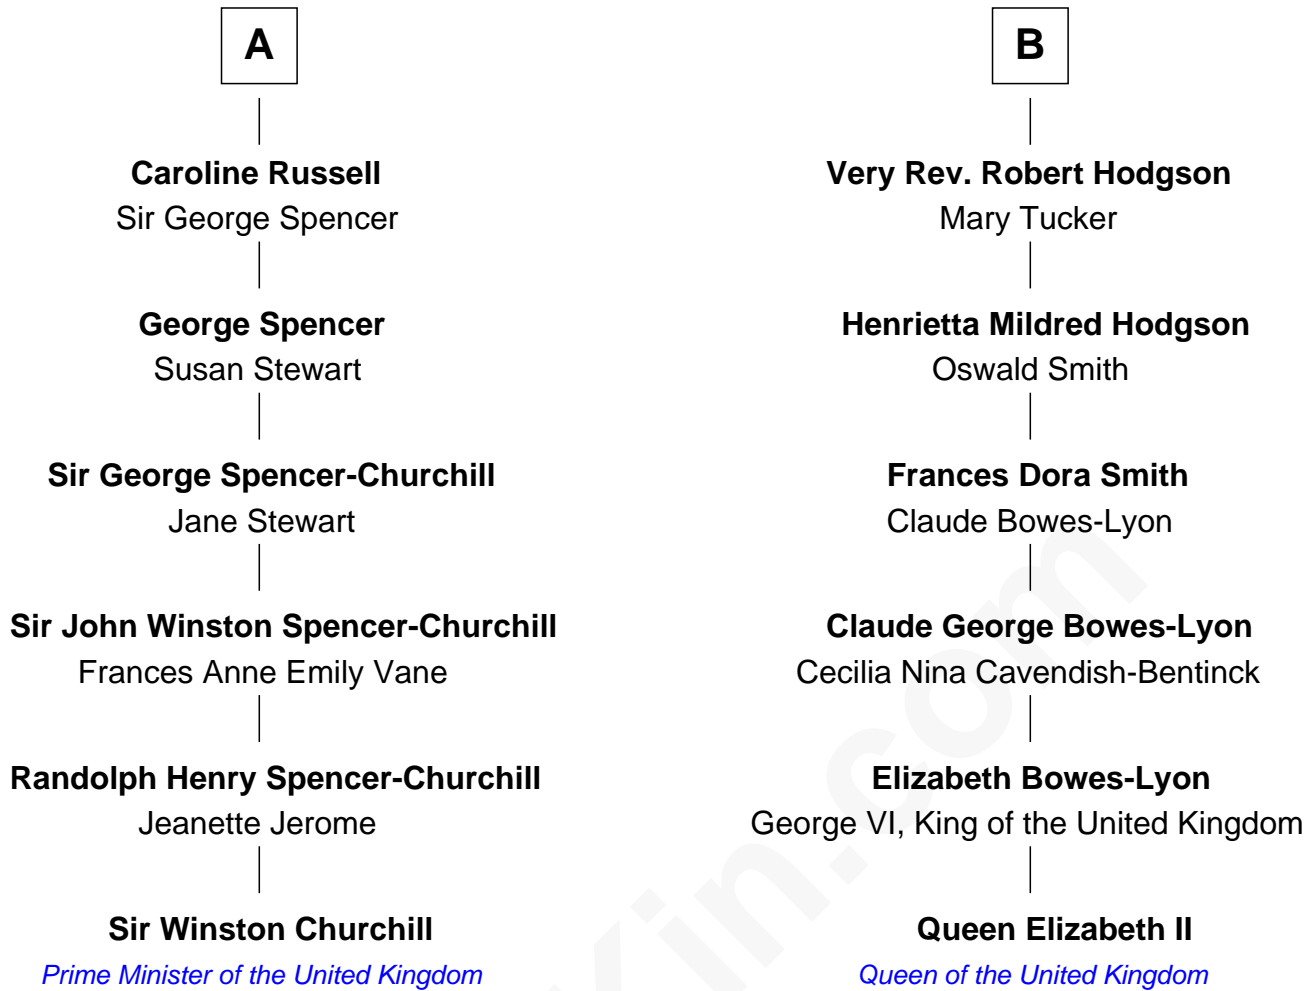 A
Caroline Russell
Sir George Spencer
George Spencer
Susan Stewart
Sir George Spencer-Churchill
Jane Stewart
Sir John Winston Spencer-Churchill
Frances Anne Emily Vane
Randolph Henry Spencer-Churchill
Jeanette Jerome
Sir Winston Churchill
Prime Minister of the United Kingdom
B
Very Rev. Robert Hodgson
Mary Tucker
Henrietta Mildred Hodgson
Oswald Smith
Frances Dora Smith
Claude Bowes-Lyon
Claude George Bowes-Lyon
Cecilia Nina Cavendish-Bentinck
Elizabeth Bowes-Lyon
George VI, King of the United Kingdom
Queen Elizabeth II
Queen of the United Kingdom